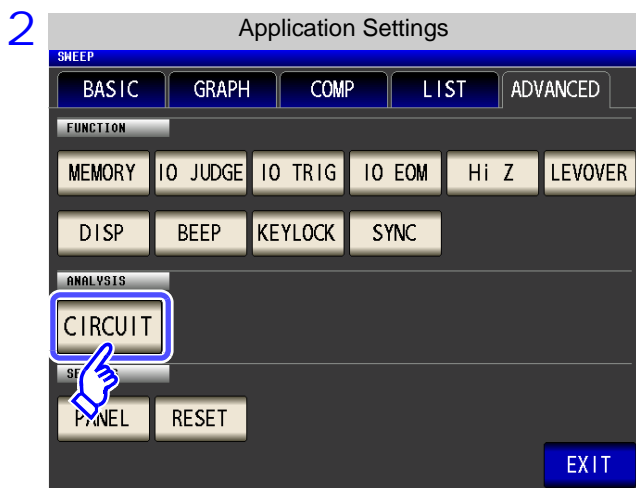 2 Application Settings
SWEEP
BASIC GRAPH COMP LIST ADVANCED
FUNCTION
MEMORY IO JUDGE IO TRIG IO EOM Hi Z LEVOVER
DISP BEEP KEYLOCK SYNC
ANALYSIS
CIRCUIT
PANEL RESET
EXIT